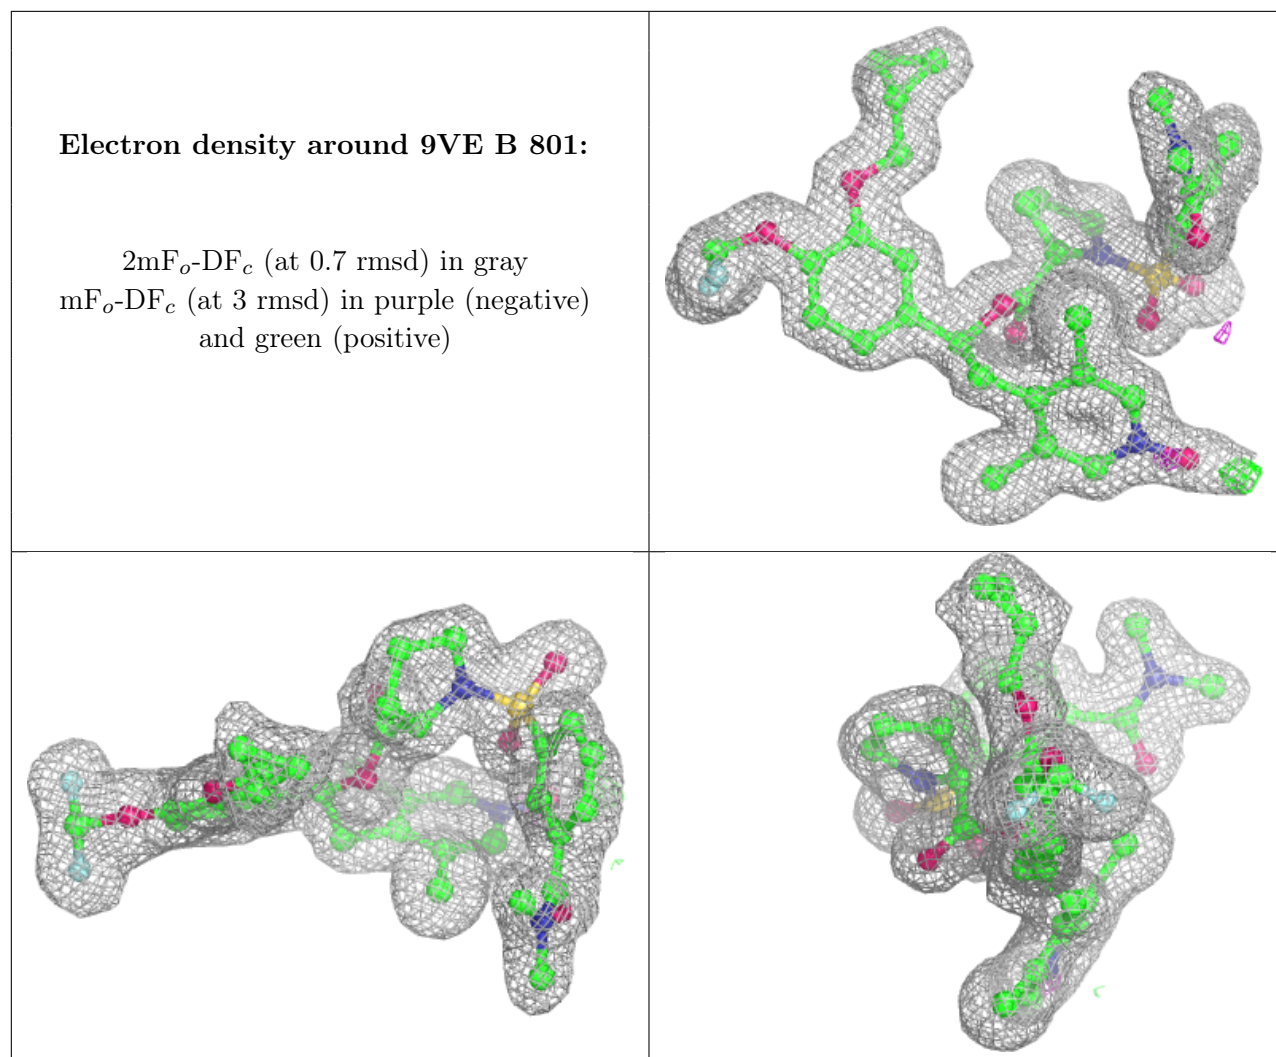 Electron density around 9VE B 801:
2mFo-DFc (at 0.7 rmsd) in gray
mFo-DFc (at 3 rmsd) in purple (negative)
and green (positive)